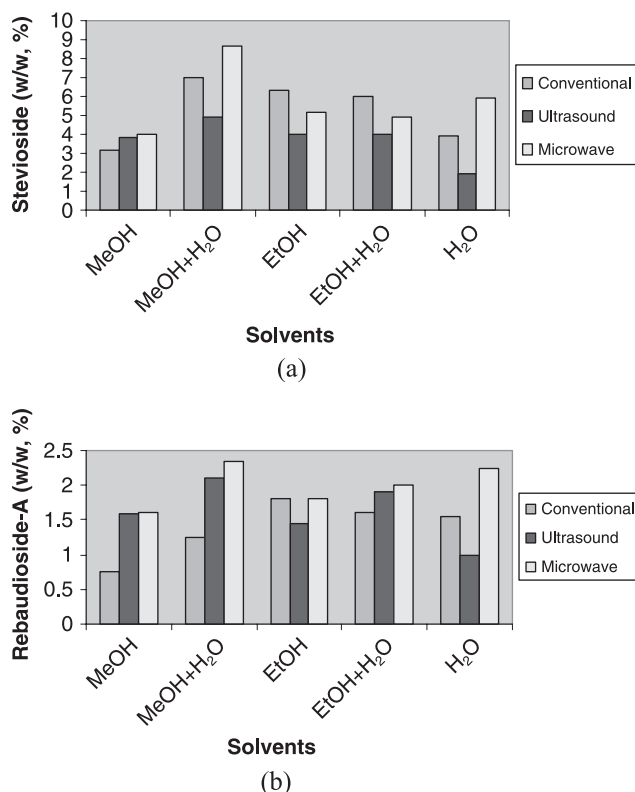 Stevioside (w/w, %)
10
9
8
7
6
5
4
3
2
1
0
MeOH
MeOH+H₂O
EtOH
EtOH+H₂O
H₂O
Solvents
Conventional
Ultrasound
Microwave
(a)
Rebaudioside-A (w/w, %)
2.5
2
1.5
1
0.5
0
MeOH
MeOH+H₂O
EtOH
EtOH+H₂O
H₂O
Solvents
Conventional
Ultrasound
Microwave
(b)